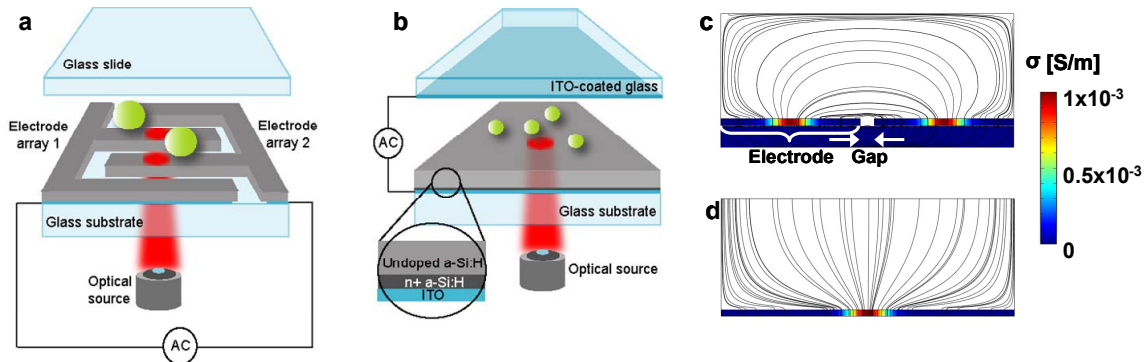 a
Glass slide
Electrode
array 1
Electrode
array 2
Glass substrate
Optical
source
AC
b
ITO-coated glass
AC
Glass substrate
Undoped a-Si:H
n+ a-Si:H
ITO
Optical source
c
Electrode
Gap
d
σ [S/m]
1x10⁻³
0.5x10⁻³
0